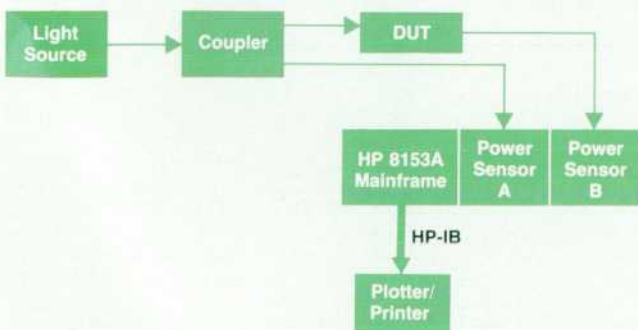 Light
Source
Coupler
DUT
HP 8153A
Mainframe
Power
Sensor
A
Power
Sensor
B
HP-IB
Plotter/
Printer